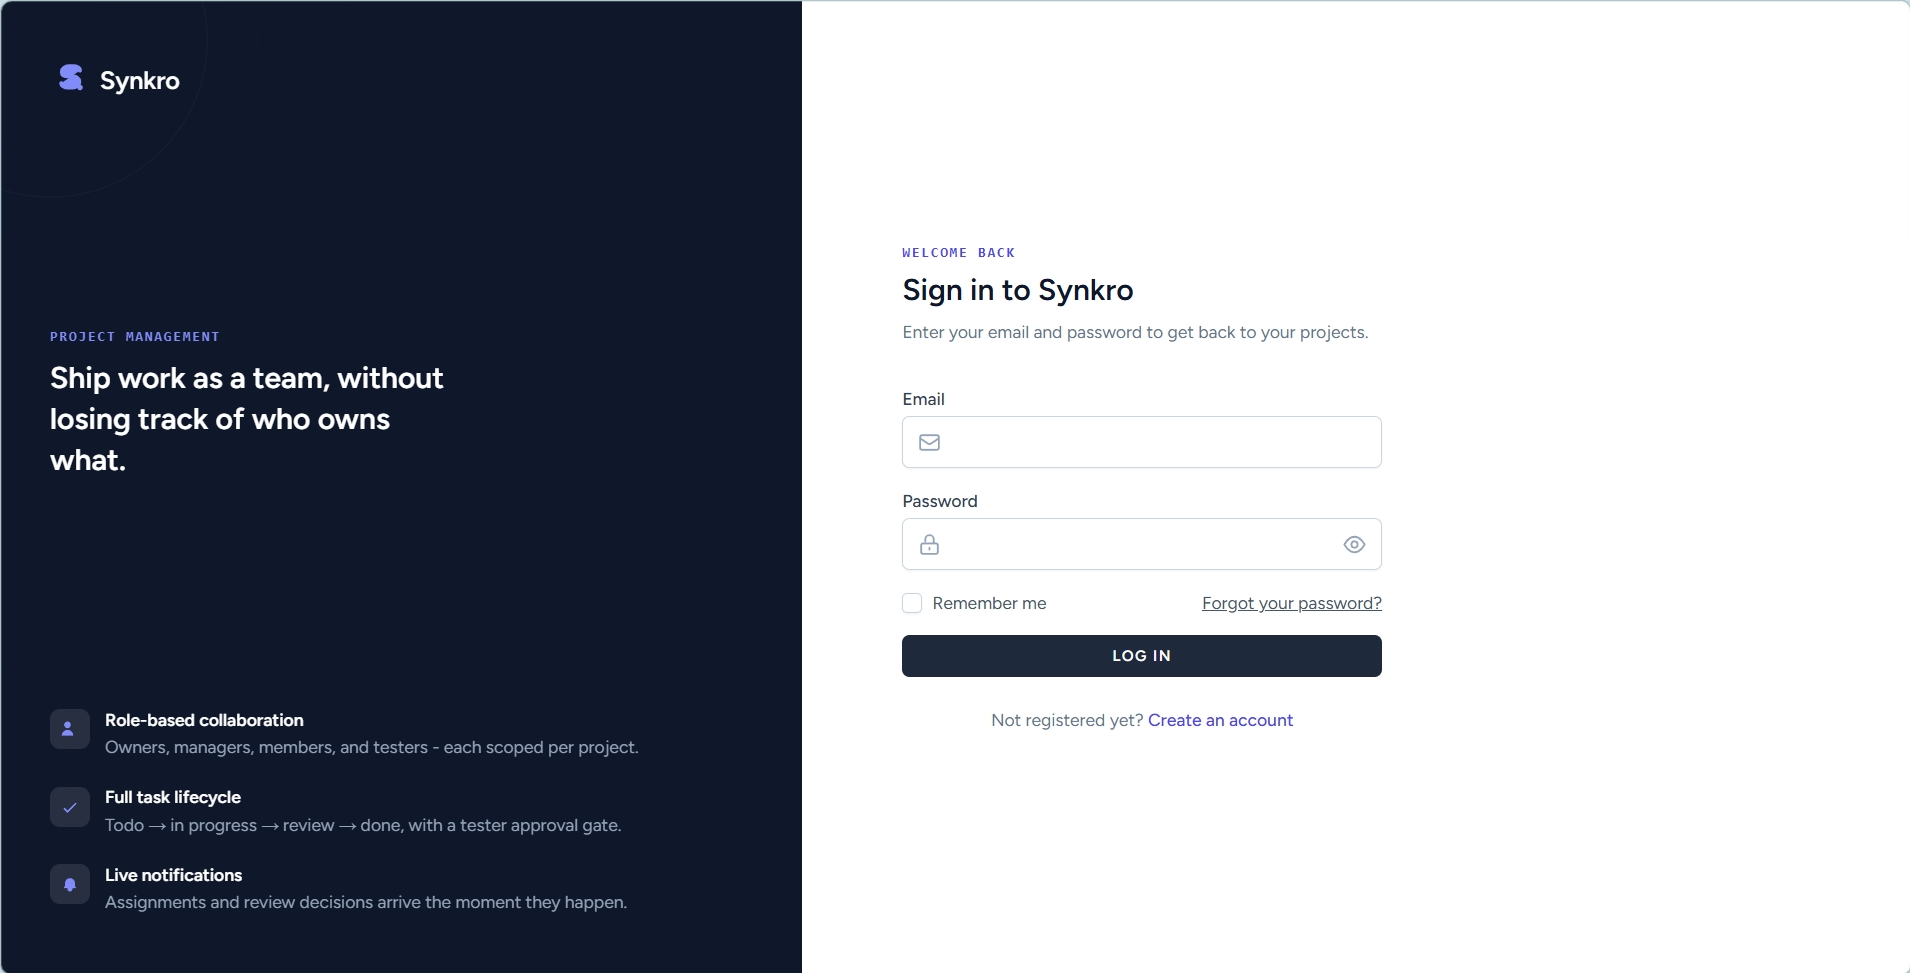 Synkro
PROJECT MANAGEMENT
Ship work as a team, without
losing track of who owns
what.
Role-based collaboration
Owners, managers, members, and testers - each scoped per project.
Full task lifecycle
Todo → in progress → review → done, with a tester approval gate.
Live notifications
Assignments and review decisions arrive the moment they happen.
WELCOME BACK
Sign in to Synkro
Enter your email and password to get back to your projects.
Email
Password
Remember me
Forgot your password?
LOG IN
Not registered yet? Create an account